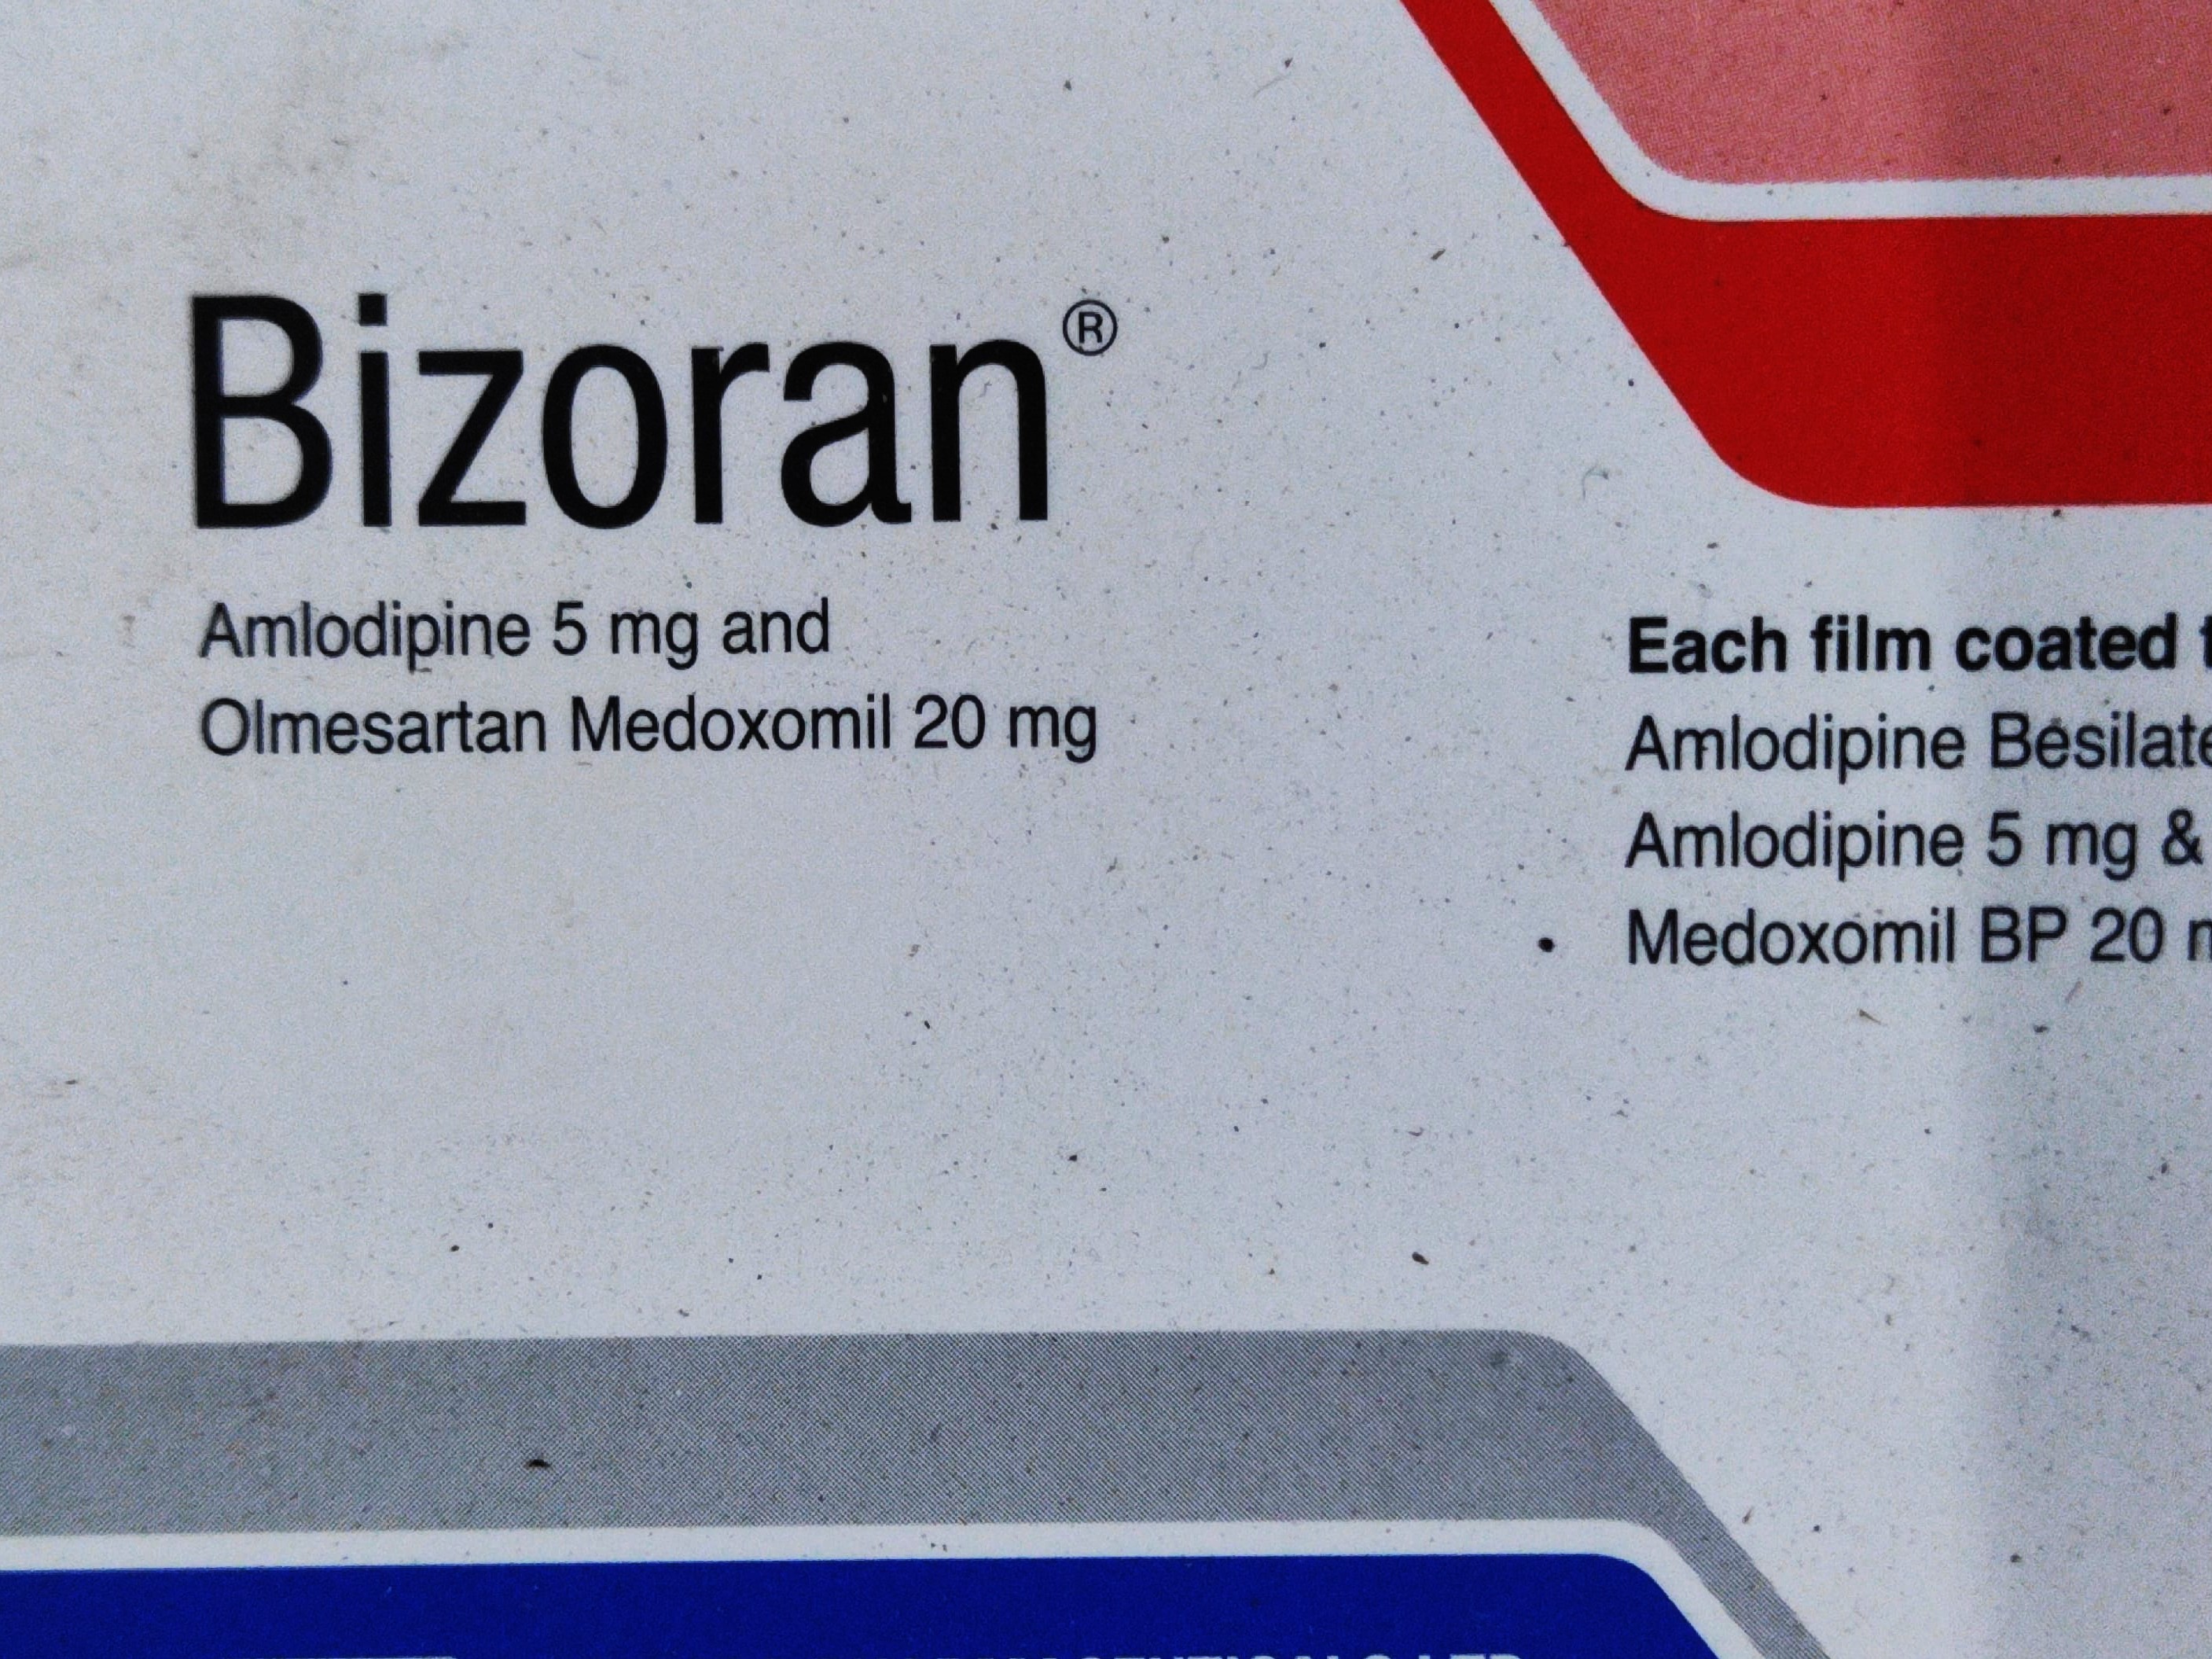 Bizoran®
Amlodipine 5 mg and
Olmesartan Medoxomil 20 mg
Each film coated
Amlodipine Besilate
Amlodipine 5 mg &
Medoxomil BP 20